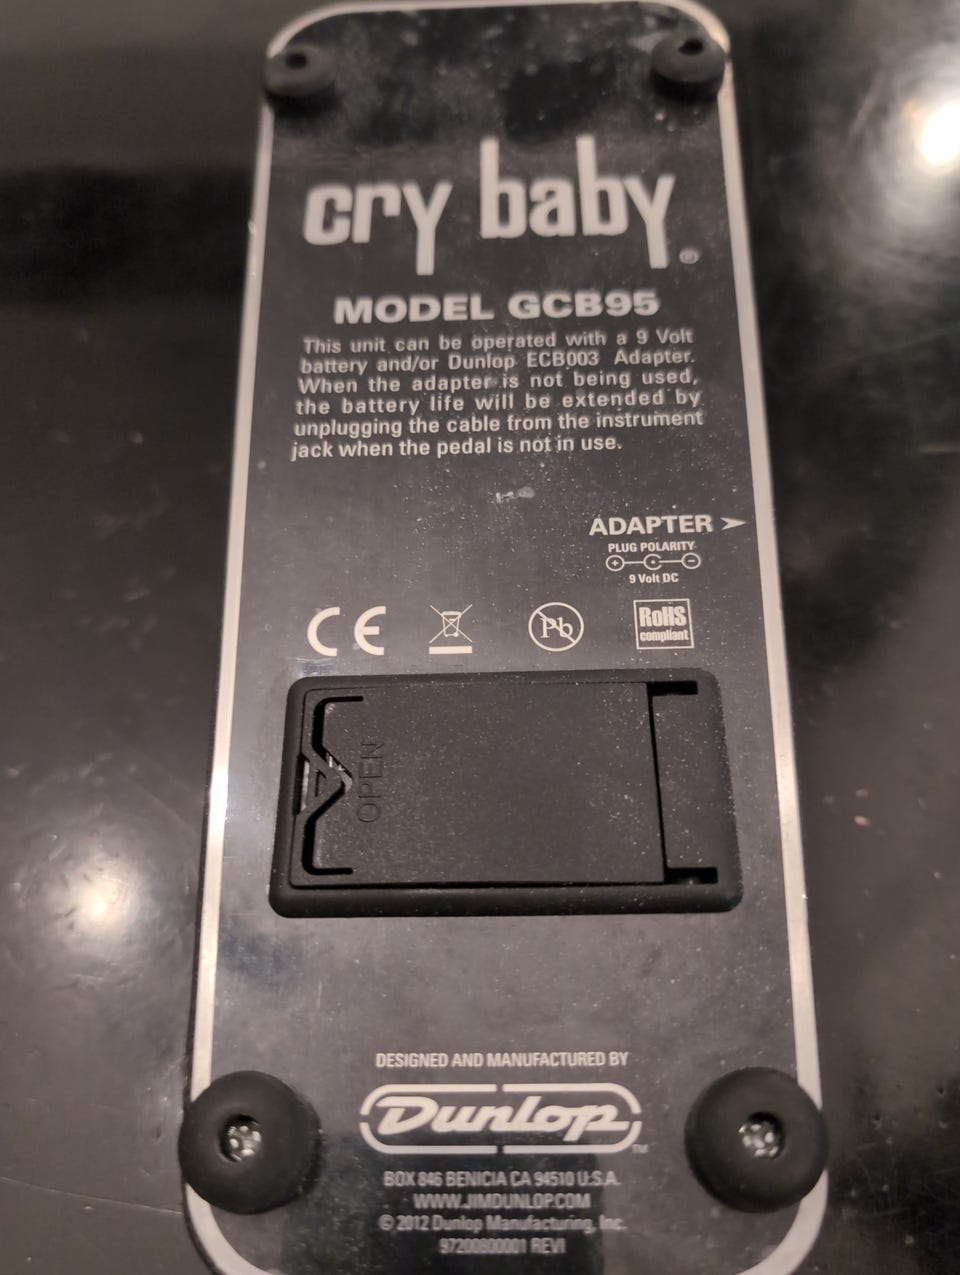 cry baby®
MODEL GCB95
This unit can be operated with a 9 Volt
battery and/or Dunlop ECB003 Adapter.
When the adapter is not being used,
the battery life will be extended by
unplugging the cable from the instrument
jack when the pedal is not in use.
ADAPTER
PLUG POLARITY
+ C −
9 Volt DC
CE
Pb
RoHS
compliant
OPEN
DESIGNED AND MANUFACTURED BY
Dunlop™
BOX 846 BENICIA CA 94510 U.S.A.
WWW.JIMDUNLOP.COM
© 2012 Dunlop Manufacturing, Inc.
97200800001 REVI